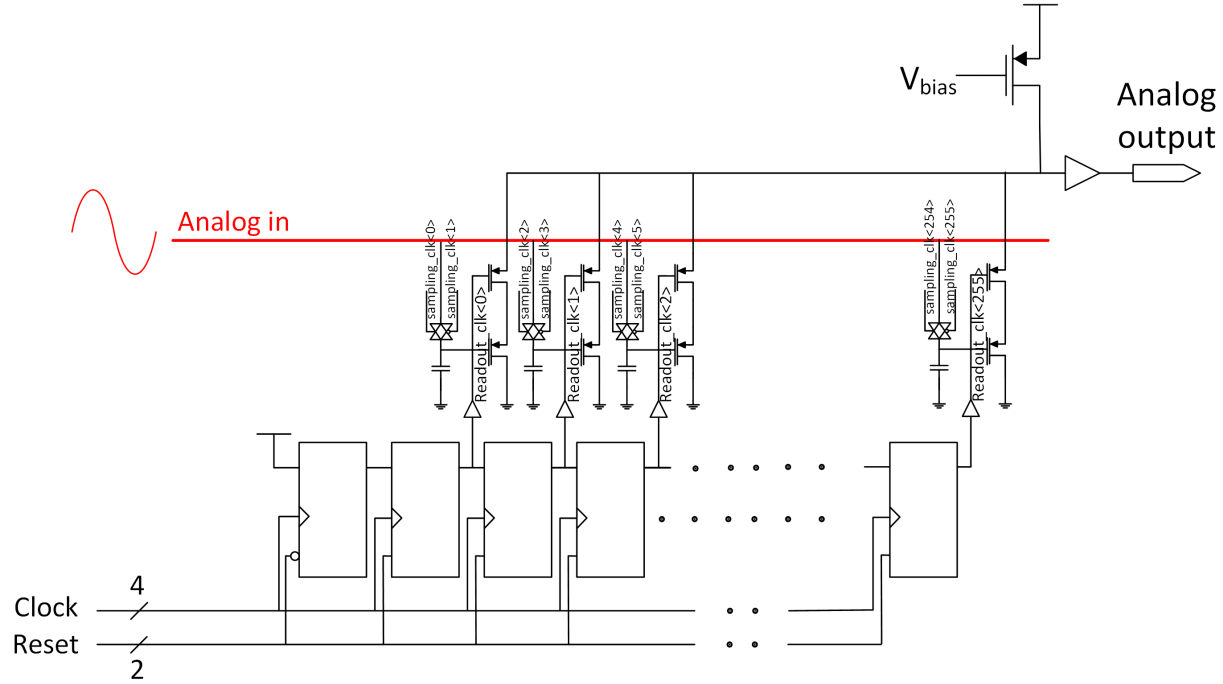 V_bias
Analog
output
Analog in
sampling_clk<0>
sampling_clk<1>
sampling_clk<2>
sampling_clk<3>
sampling_clk<4>
sampling_clk<5>
sampling_clk<254>
sampling_clk<255>
Readout_clk<0>
Readout_clk<1>
Readout_clk<2>
Readout_clk<255>
4
Clock
Reset
2